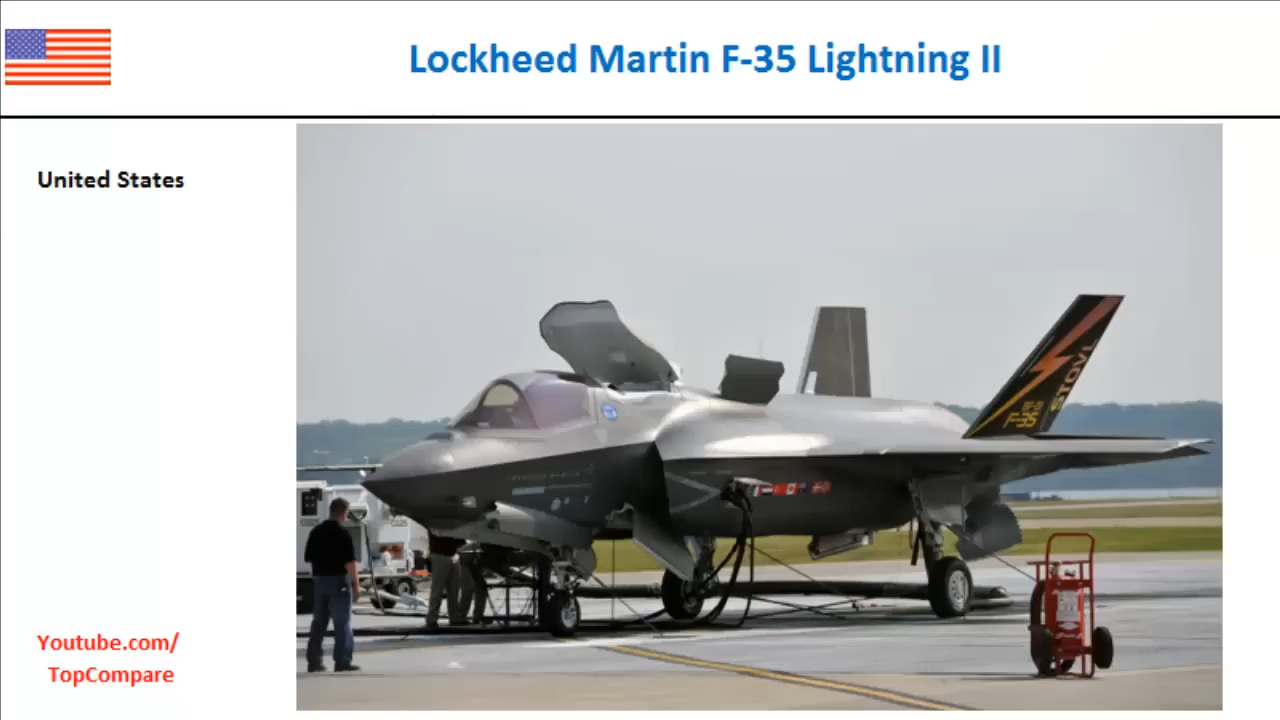 Lockheed Martin F-35 Lightning II
United States
STOVL
F-35
Youtube.com/
TopCompare